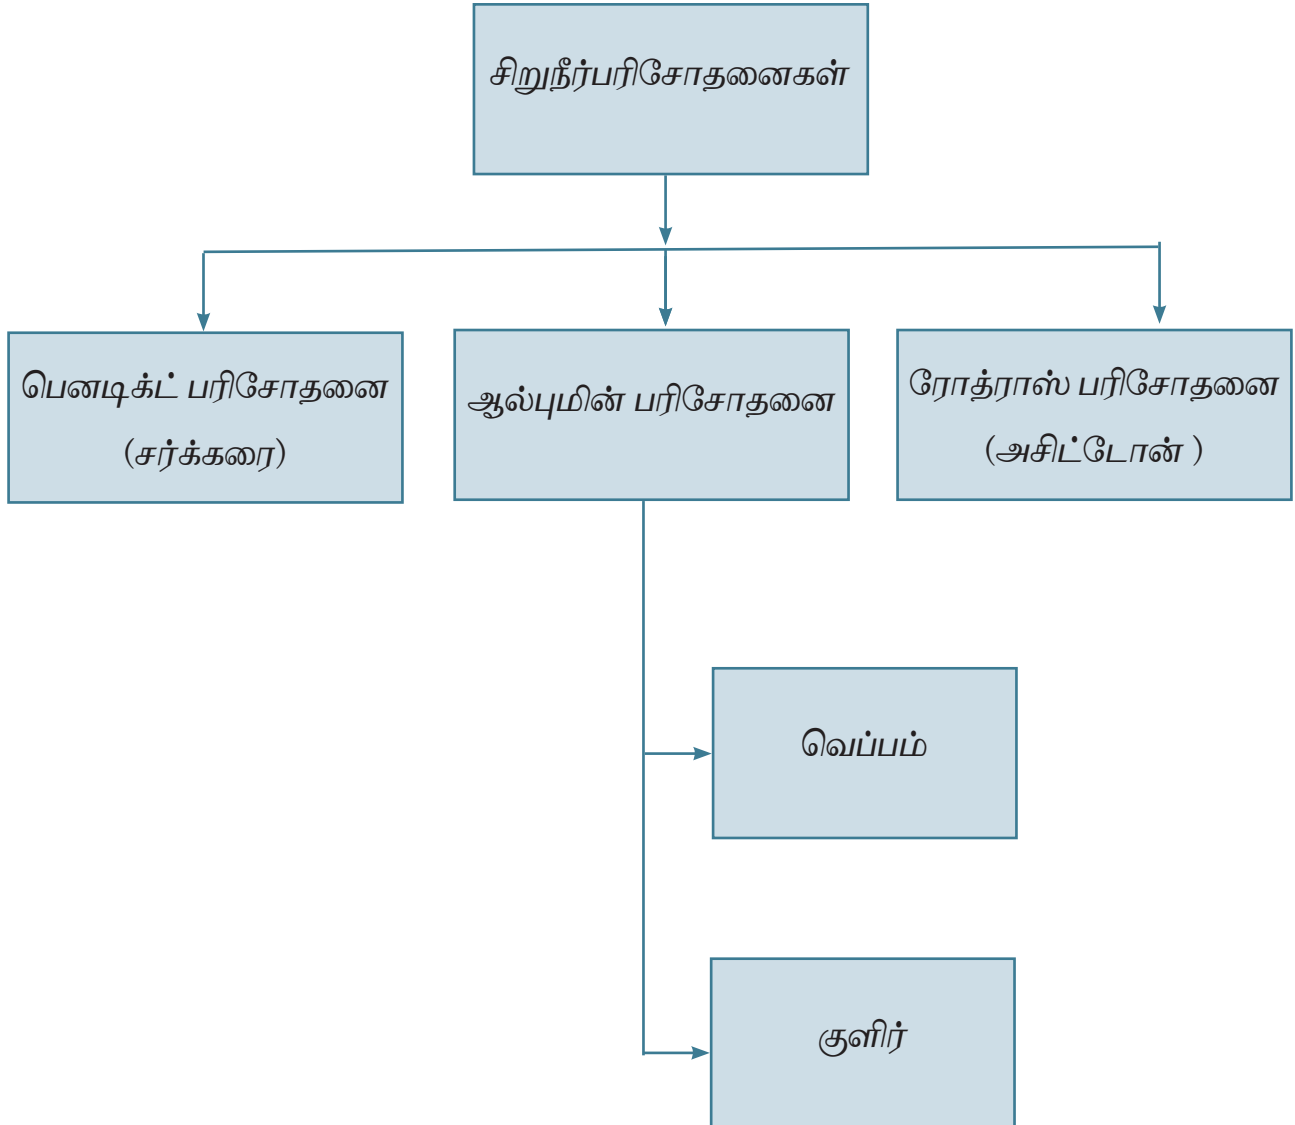 சிறுநீர்பரிசோதனைகள்
பெனடிக்ட் பரிசோதனை
(சர்க்கரை)
ஆல்புமின் பரிசோதனை
ரோத்ராஸ் பரிசோதனை
(அசிட்டோன் )
வெப்பம்
குளிர்